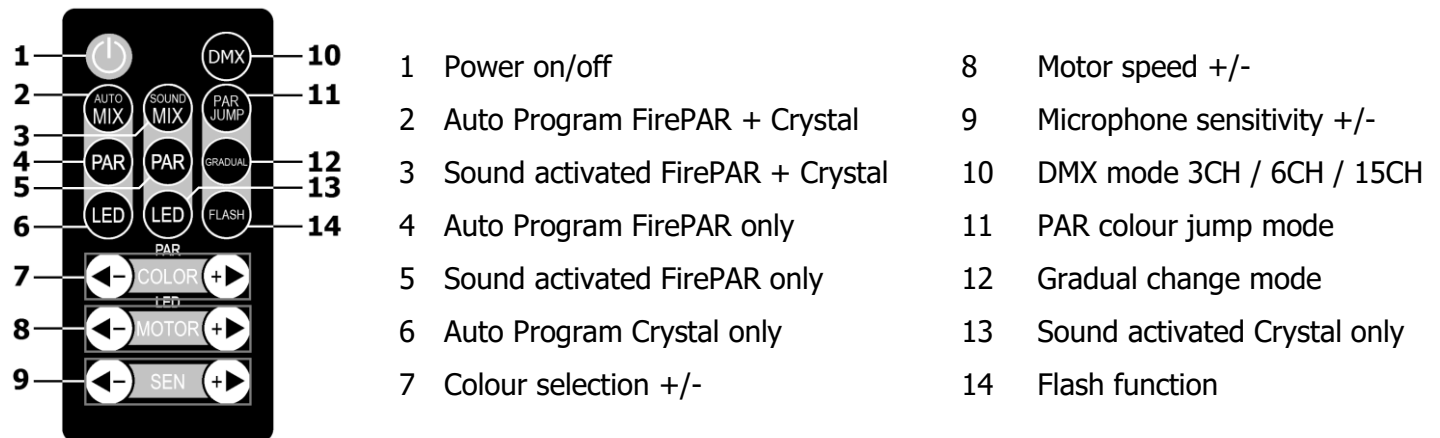 1
2
3
4
5
6
7
8
9
DMX
AUTO MIX
SOUND MIX
PAR JUMP
PAR
PAR
GRADUAL
LED
LED
FLASH
PAR
- COLOR +
LED
- MOTOR +
- SEN +
10
11
12
13
14
1 Power on/off
2 Auto Program FirePAR + Crystal
3 Sound activated FirePAR + Crystal
4 Auto Program FirePAR only
5 Sound activated FirePAR only
6 Auto Program Crystal only
7 Colour selection +/-
8 Motor speed +/-
9 Microphone sensitivity +/-
10 DMX mode 3CH / 6CH / 15CH
11 PAR colour jump mode
12 Gradual change mode
13 Sound activated Crystal only
14 Flash function